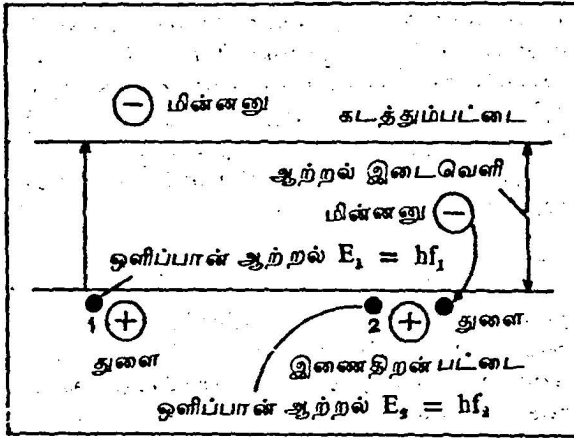 ⊖ மின்னனு
கடத்தும்பட்டை
ஆற்றல் இடைவெளி
மின்னனு ⊖
ஒளிப்பான் ஆற்றல் E₁ = hf₁
1 ⊕ 2 ⊕ துளை
துளை
இணைதிறன் பட்டை
ஒளிப்பான் ஆற்றல் E₂ = hf₂